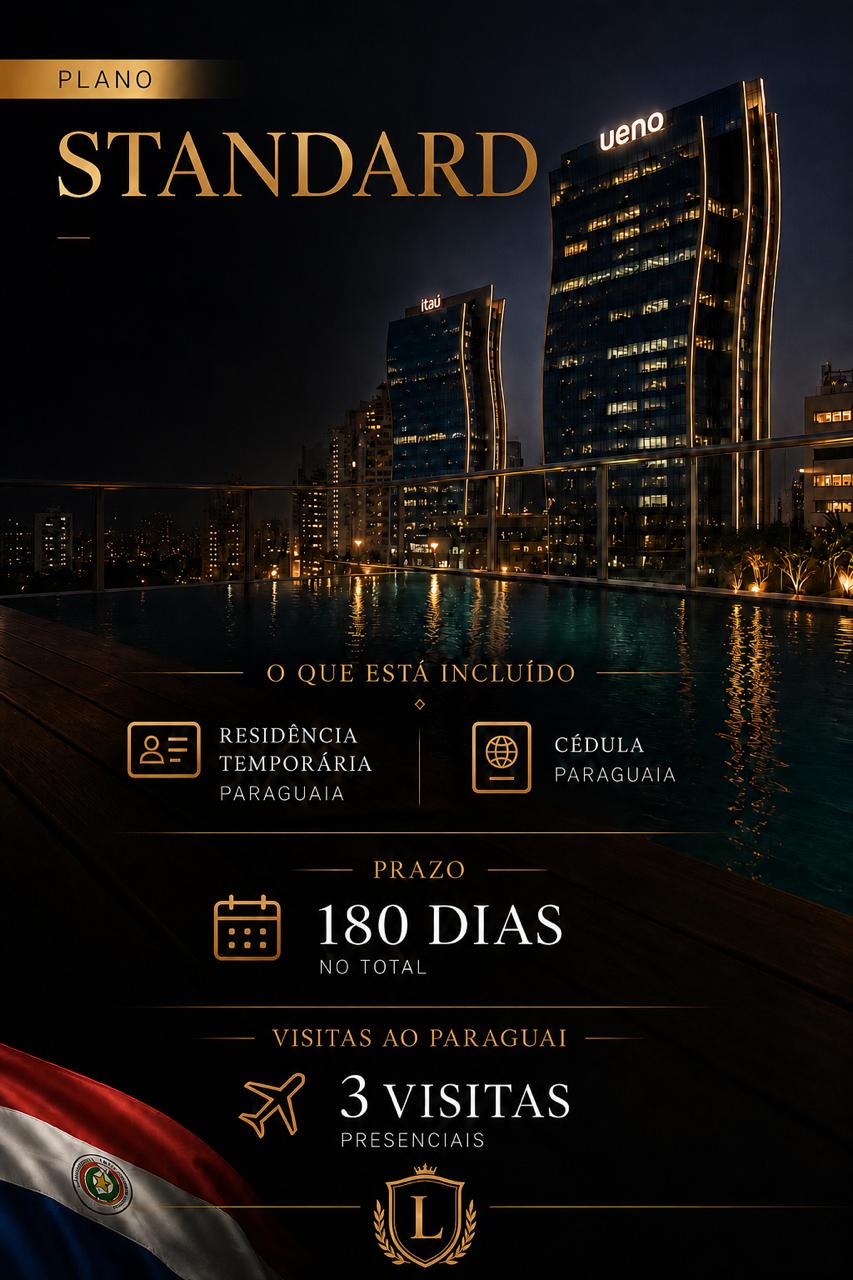 PLANO
STANDARD
ueno
itaú
O QUE ESTÁ INCLUÍDO
RESIDÊNCIA
TEMPORÁRIA
PARAGUAIA
CÉDULA
PARAGUAIA
PRAZO
180 DIAS
NO TOTAL
VISITAS AO PARAGUAI
3 VISITAS
PRESENCIAIS
L